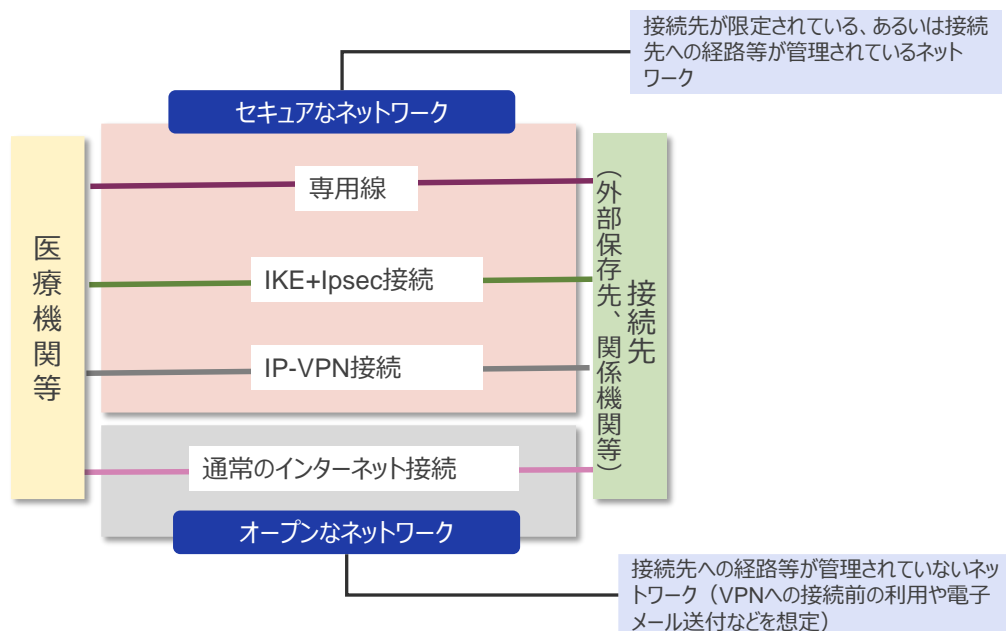 接続先が限定されている、あるいは接続
先への経路等が管理されているネット
ワーク
セキュアなネットワーク
医療機関等
専用線
IKE+Ipsec接続
IP-VPN接続
通常のインターネット接続
接続先
（外部保存先、関係機関等）
オープンなネットワーク
接続先への経路等が管理されていないネッ
トワーク（VPNへの接続前の利用や電子
メール送付などを想定）